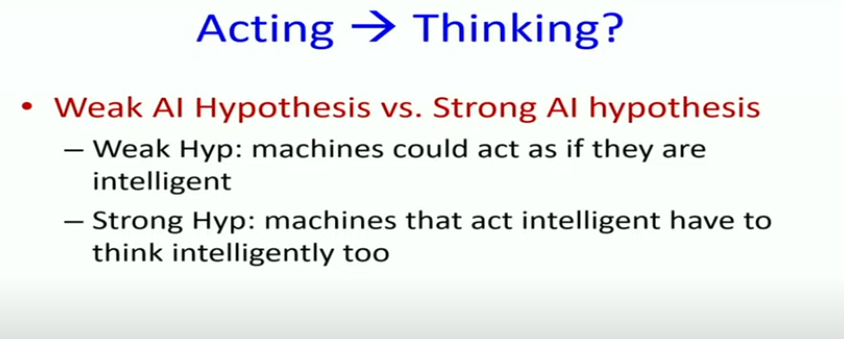 Acting → Thinking?
• Weak AI Hypothesis vs. Strong AI hypothesis
– Weak Hyp: machines could act as if they are
intelligent
– Strong Hyp: machines that act intelligent have to
think intelligently too